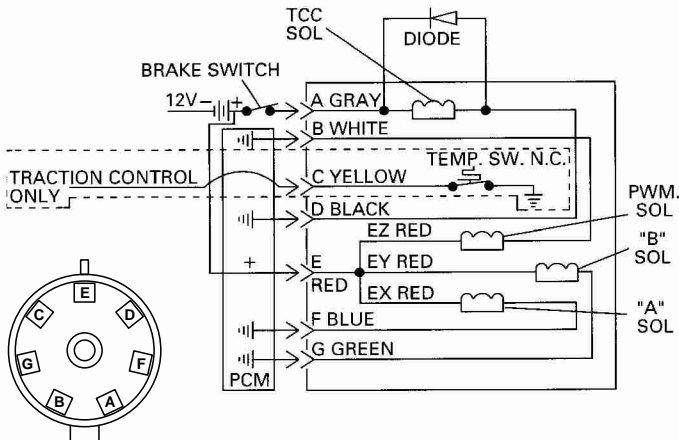 TCC
SOL
DIODE
BRAKE SWITCH
12V - +
A GRAY
B WHITE
TEMP. SW. N.C.
TRACTION CONTROL
ONLY
C YELLOW
PWM.
SOL
D BLACK
EZ RED
"B"
SOL
+
E
RED
EY RED
EX RED
"A"
SOL
F BLUE
G GREEN
PCM
E
C
D
G
F
B
A